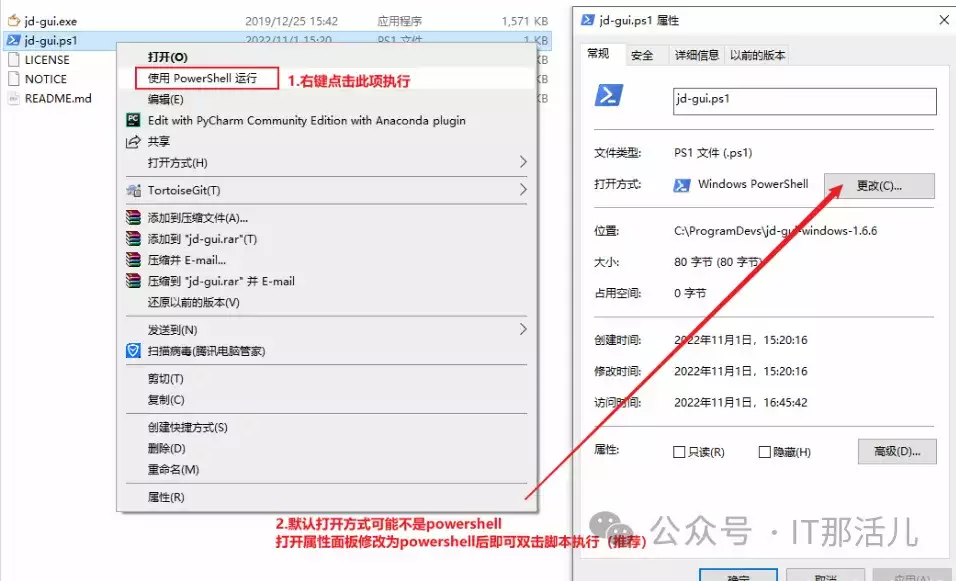 jd-gui.exe 2019/12/25 15:42 应用程序 1,571 KB
jd-gui.ps1 2022/11/1 15:20 PS1 文件 1 KB
LICENSE KB
NOTICE KB
README.md KB
打开(O)
使用 PowerShell 运行
1.右键点击此项执行
编辑(E)
Edit with PyCharm Community Edition with Anaconda plugin
共享
打开方式(H)
TortoiseGit(T)
添加到压缩文件(A)...
添加到 "jd-gui.rar"(T)
压缩并 E-mail...
压缩到 "jd-gui.rar" 并 E-mail
还原以前的版本(V)
发送到(N)
扫描病毒(腾讯电脑管家)
剪切(T)
复制(C)
创建快捷方式(S)
删除(D)
重命名(M)
属性(R)
2.默认打开方式可能不是powershell
打开属性面板修改为powershell后即可双击脚本执行（推荐）
jd-gui.ps1 属性
常规 安全 详细信息 以前的版本
jd-gui.ps1
文件类型: PS1 文件 (.ps1)
打开方式: Windows PowerShell 更改(C)...
位置: C:\ProgramDevs\jd-gui-windows-1.6.6
大小: 80 字节 (80 字节)
占用空间: 0 字节
创建时间: 2022年11月1日，15:20:16
修改时间: 2022年11月1日，15:20:16
访问时间: 2022年11月1日，16:45:42
属性: 只读(R) 隐藏(H) 高级(D)...
公众号 · IT那活儿
确定 取消 应用(A)